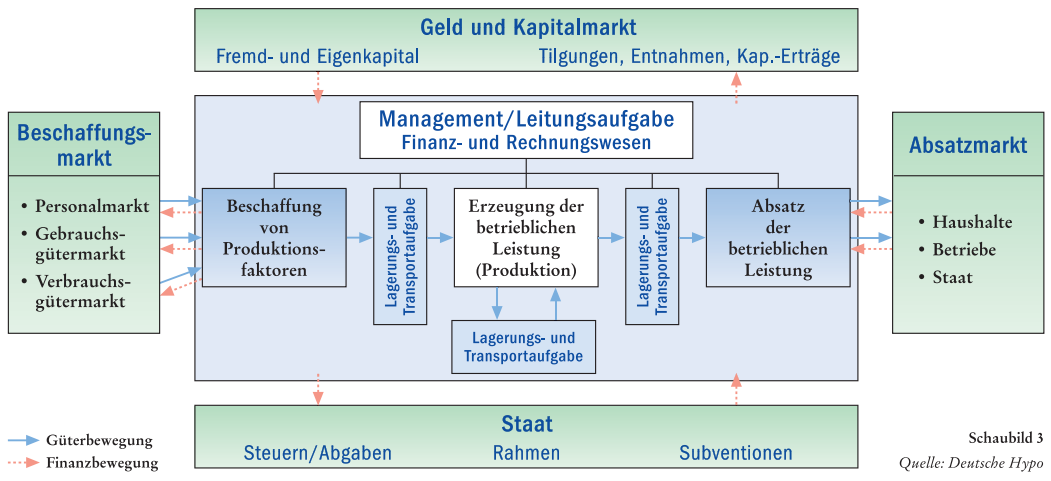 Geld und Kapitalmarkt
Fremd- und Eigenkapital
Tilgungen, Entnahmen, Kap.-Erträge
Beschaffungs-
markt
• Personalmarkt
• Gebrauchs-
gütermarkt
• Verbrauchs-
gütermarkt
Management/Leitungsaufgabe
Finanz- und Rechnungswesen
Beschaffung
von
Produktions-
faktoren
Lagerungs- und
Transportaufgabe
Erzeugung der
betrieblichen
Leistung
(Produktion)
Lagerungs- und
Transportaufgabe
Lagerungs- und
Transportaufgabe
Absatz
der
betrieblichen
Leistung
Absatzmarkt
• Haushalte
• Betriebe
• Staat
Staat
Steuern/Abgaben
Rahmen
Subventionen
Güterbewegung
Finanzbewegung
Schaubild 3
Quelle: Deutsche Hypo